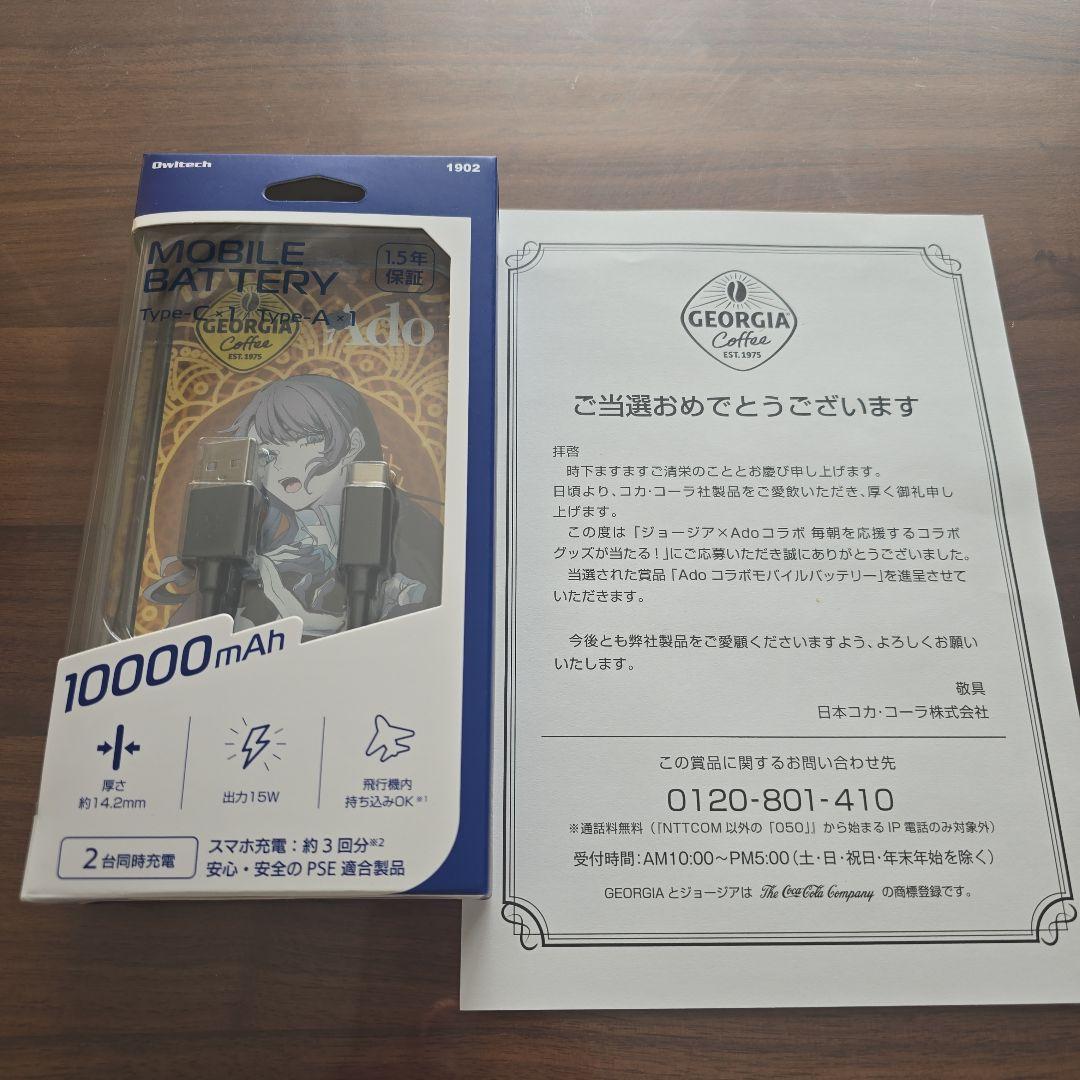 Owltech
1902
MOBILE
BATTERY
1.5年
保証
Type-C×1 Type-A×1
GEORGIA
Coffee
EST. 1975
Ado
10000mAh
厚さ
約14.2mm
出力15W
飛行機内
持ち込みOK※1
2台同時充電
スマホ充電：約3回分※2
安心・安全のPSE適合製品
GEORGIA
Coffee
EST. 1975
ご当選おめでとうございます
拝啓
時下ますますご清栄のこととお慶び申し上げます。
日頃より、コカ・コーラ社製品をご愛飲いただき、厚く御礼申し
上げます。
この度は「ジョージア×Adoコラボ 毎朝を応援するコラボ
グッズが当たる！」にご応募いただき誠にありがとうございました。
当選された賞品「Adoコラボモバイルバッテリー」を進呈させて
いただきます。
今後とも弊社製品をご愛顧くださいますよう、よろしくお願い
いたします。
敬具
日本コカ・コーラ株式会社
この賞品に関するお問い合わせ先
0120-801-410
※通話料無料（「NTTCOM以外の「050」」から始まるIP電話のみ対象外）
受付時間：AM10:00～PM5:00（土・日・祝日・年末年始を除く）
GEORGIAとジョージアは The Coca-Cola Company の商標登録です。